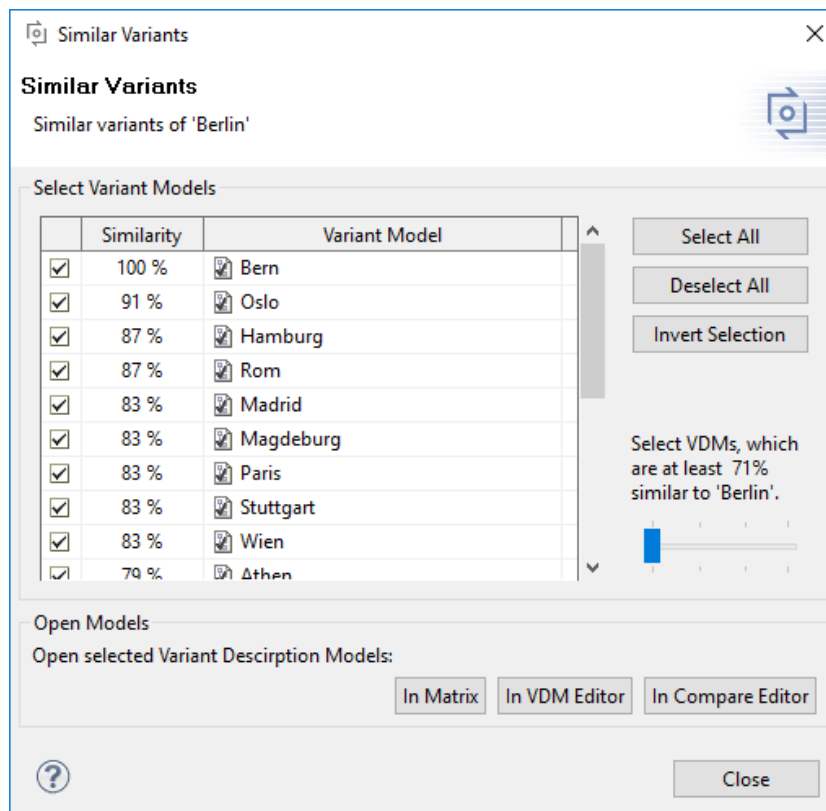 Similar Variants
Similar Variants
Similar variants of 'Berlin'
Select Variant Models
Similarity Variant Model
100 % Bern
91 % Oslo
87 % Hamburg
87 % Rom
83 % Madrid
83 % Magdeburg
83 % Paris
83 % Stuttgart
83 % Wien
79 % Athen
Select All
Deselect All
Invert Selection
Select VDMs, which
are at least 71%
similar to 'Berlin'.
Open Models
Open selected Variant Descirption Models:
In Matrix In VDM Editor In Compare Editor
? Close